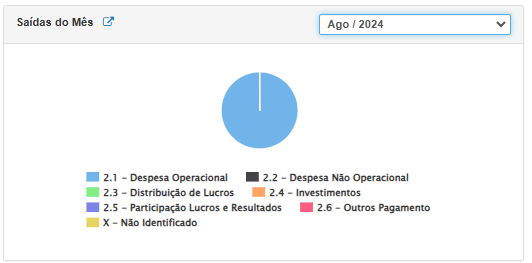 Saídas do Mês
Ago / 2024
2.1 - Despesa Operacional 2.2 - Despesa Não Operacional
2.3 - Distribuição de Lucros 2.4 - Investimentos
2.5 - Participação Lucros e Resultados 2.6 - Outros Pagamento
X - Não Identificado